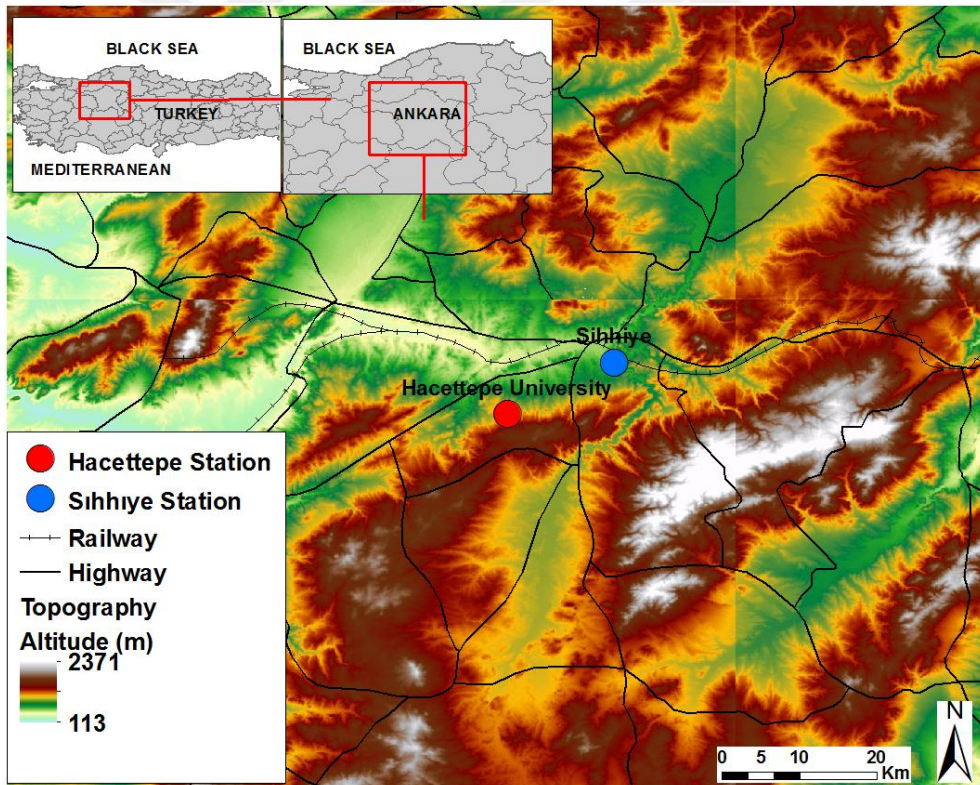 BLACK SEA
TURKEY
MEDITERRANEAN
BLACK SEA
ANKARA
Sıhhiye
Hacettepe University
Hacettepe Station
Sıhhıye Station
Railway
Highway
Topography
Altitude (m)
2371
113
N
0 5 10 20
Km